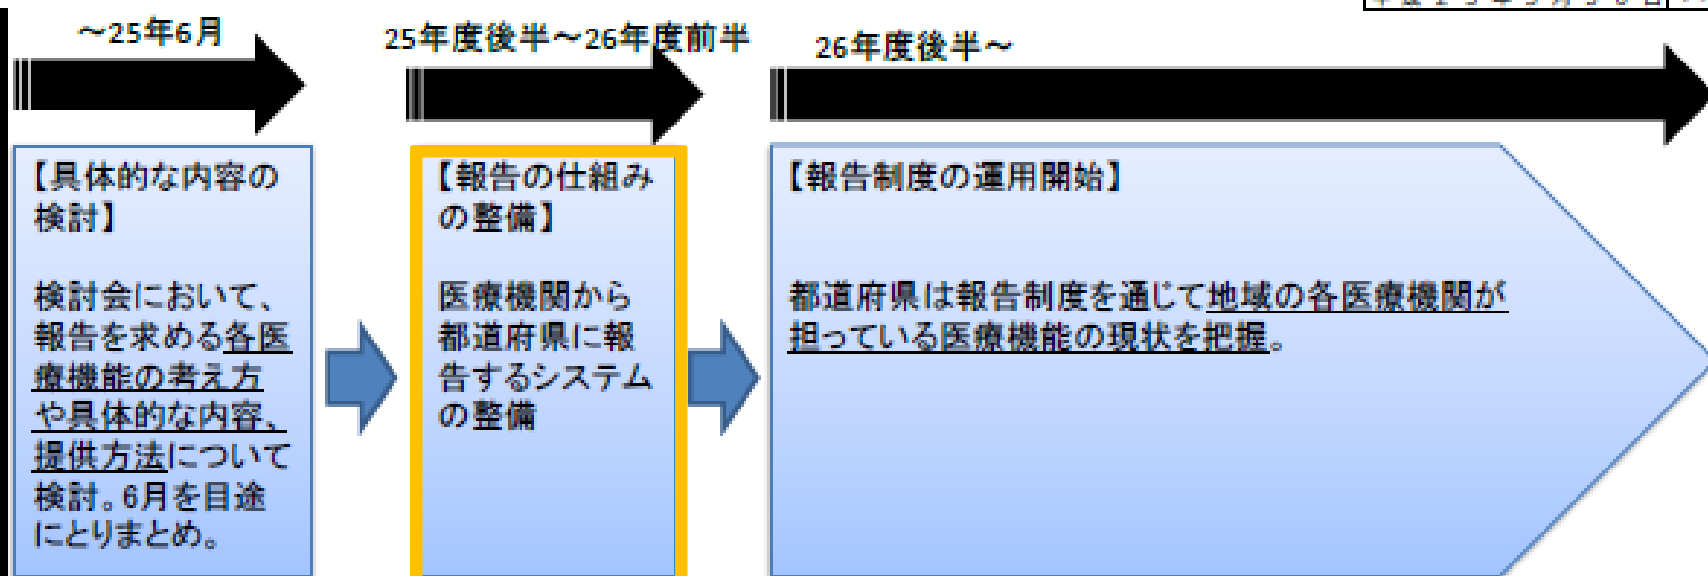 ～25年6月
25年度後半～26年度前半
26年度後半～
【具体的な内容の
検討】
検討会において、
報告を求める各医
療機能の考え方
や具体的な内容、
提供方法について
検討。6月を目途
にとりまとめ。
【報告の仕組み
の整備】
医療機関から
都道府県に報
告するシステム
の整備
【報告制度の運用開始】
都道府県は報告制度を通じて地域の各医療機関が
担っている医療機能の現状を把握。